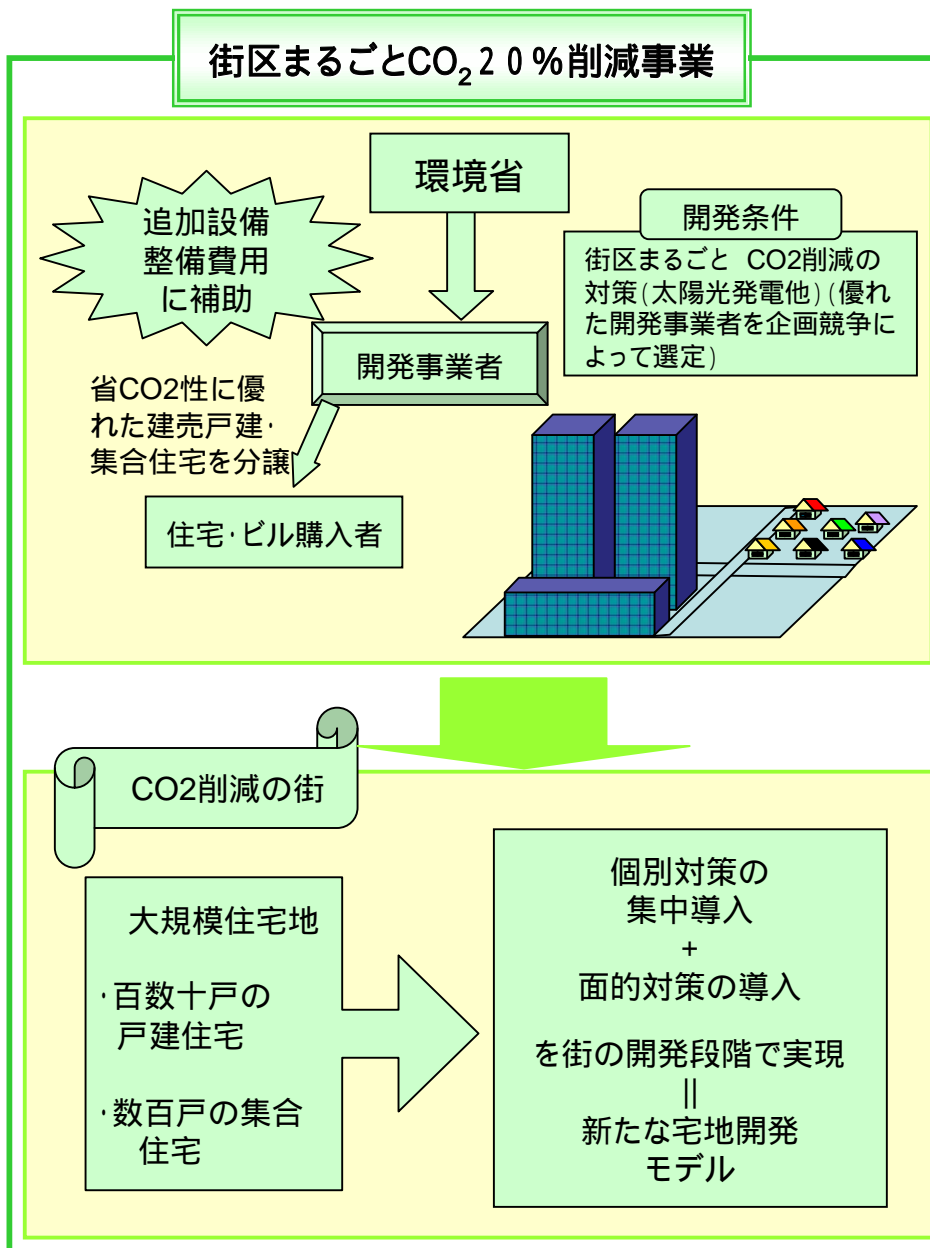 街区まるごとCO₂２０％削減事業
環境省
追加設備
整備費用
に補助
開発条件
街区まるごと CO2削減の
対策(太陽光発電他)(優れ
た開発事業者を企画競争に
よって選定)
開発事業者
省CO2性に優
れた建売戸建・
集合住宅を分譲
住宅・ビル購入者
CO2削減の街
大規模住宅地
・百数十戸の
戸建住宅
・数百戸の集合
住宅
個別対策の
集中導入
+
面的対策の導入
を街の開発段階で実現
||
新たな宅地開発
モデル